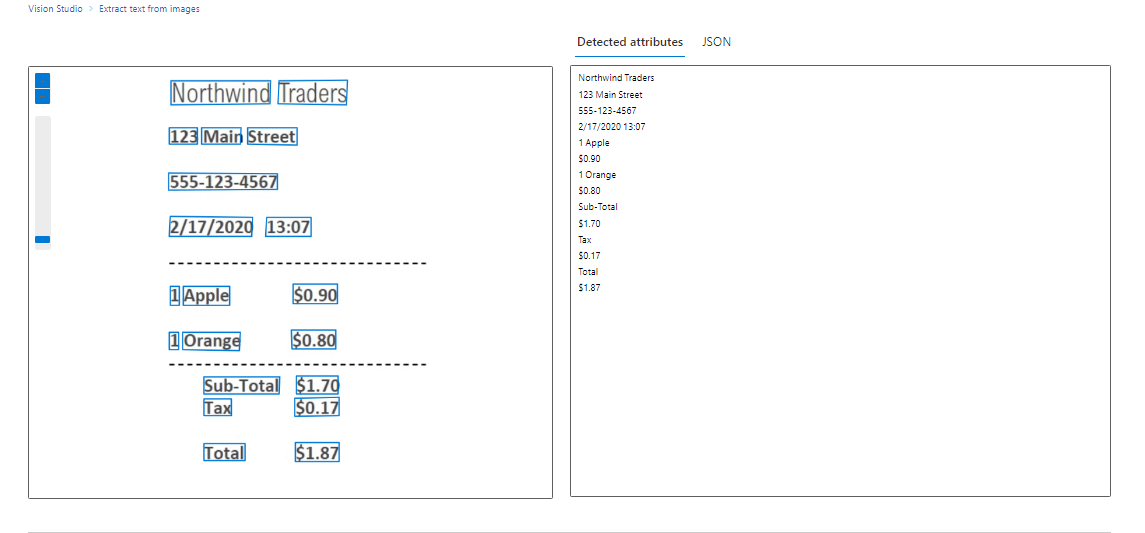 Vision Studio > Extract text from images
Detected attributes JSON
Northwind Traders
123 Main Street
555-123-4567
2/17/2020 13:07
------------------------------
1 Apple $0.90
1 Orange $0.80
------------------------------
Sub-Total $1.70
Tax $0.17
Total $1.87
Northwind Traders
123 Main Street
555-123-4567
2/17/2020 13:07
1 Apple
$0.90
1 Orange
$0.80
Sub-Total
$1.70
Tax
$0.17
Total
$1.87